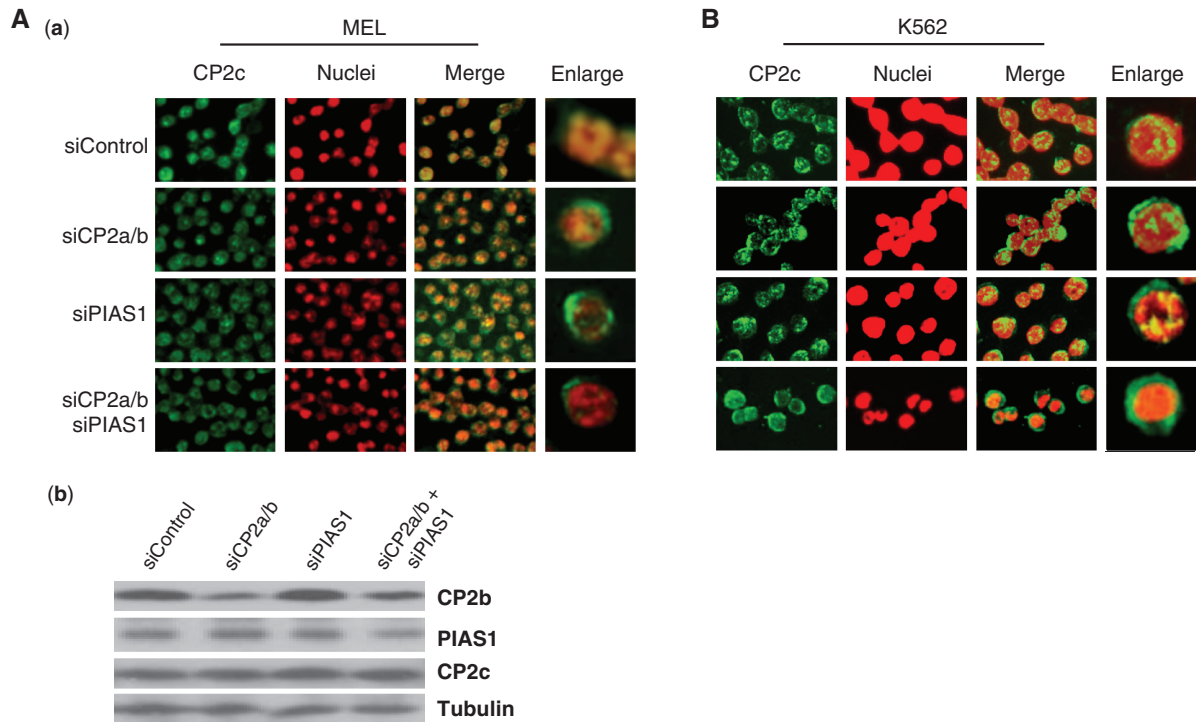 A (a) MEL
CP2c Nuclei Merge Enlarge
siControl
siCP2a/b
siPIAS1
siCP2a/b
siPIAS1
B K562
CP2c Nuclei Merge Enlarge
(b)
siControl siCP2a/b siPIAS1 siCP2a/b +
siPIAS1
CP2b
PIAS1
CP2c
Tubulin